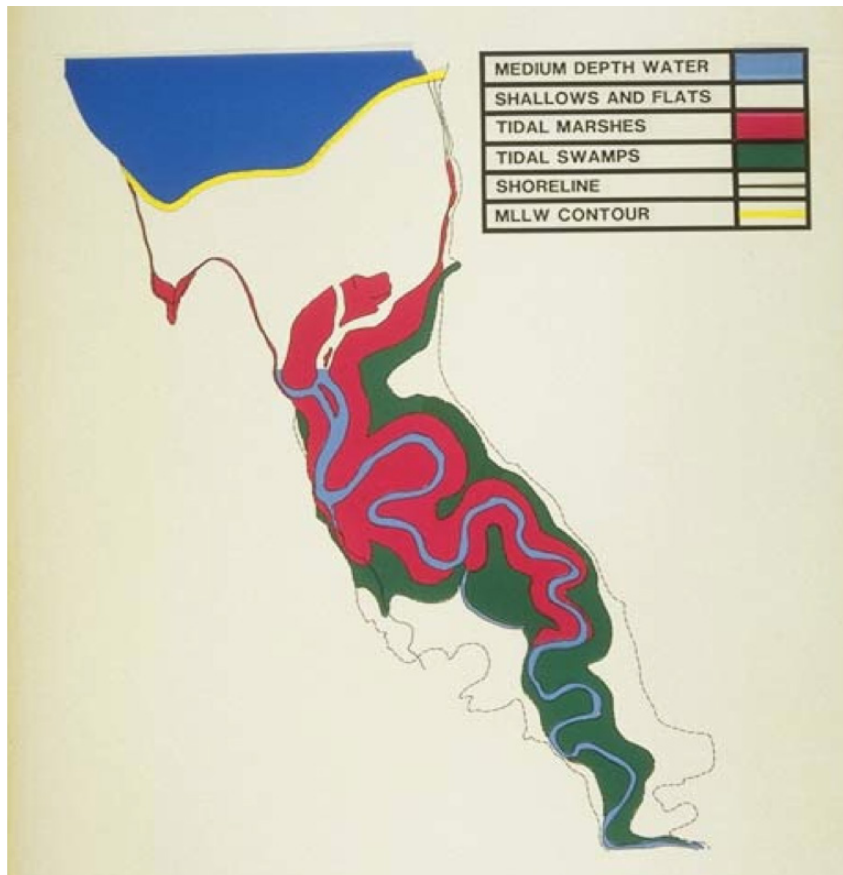 MEDIUM DEPTH WATER
SHALLOWS AND FLATS
TIDAL MARSHES
TIDAL SWAMPS
SHORELINE
MLLW CONTOUR